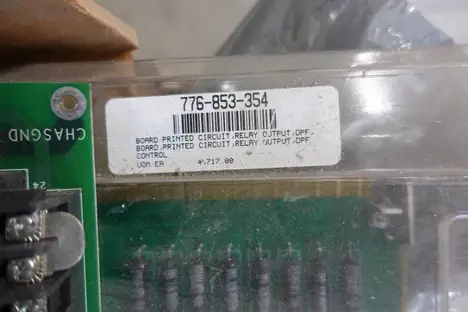 776-853-354
BOARD,PRINTED CIRCUIT,RELAY OUTPUT,DPF,
BOARD,PRINTED CIRCUIT,RELAY OUTPUT,DPF,
CONTROL
UOM:EA 4,717.00
CHASGND
24